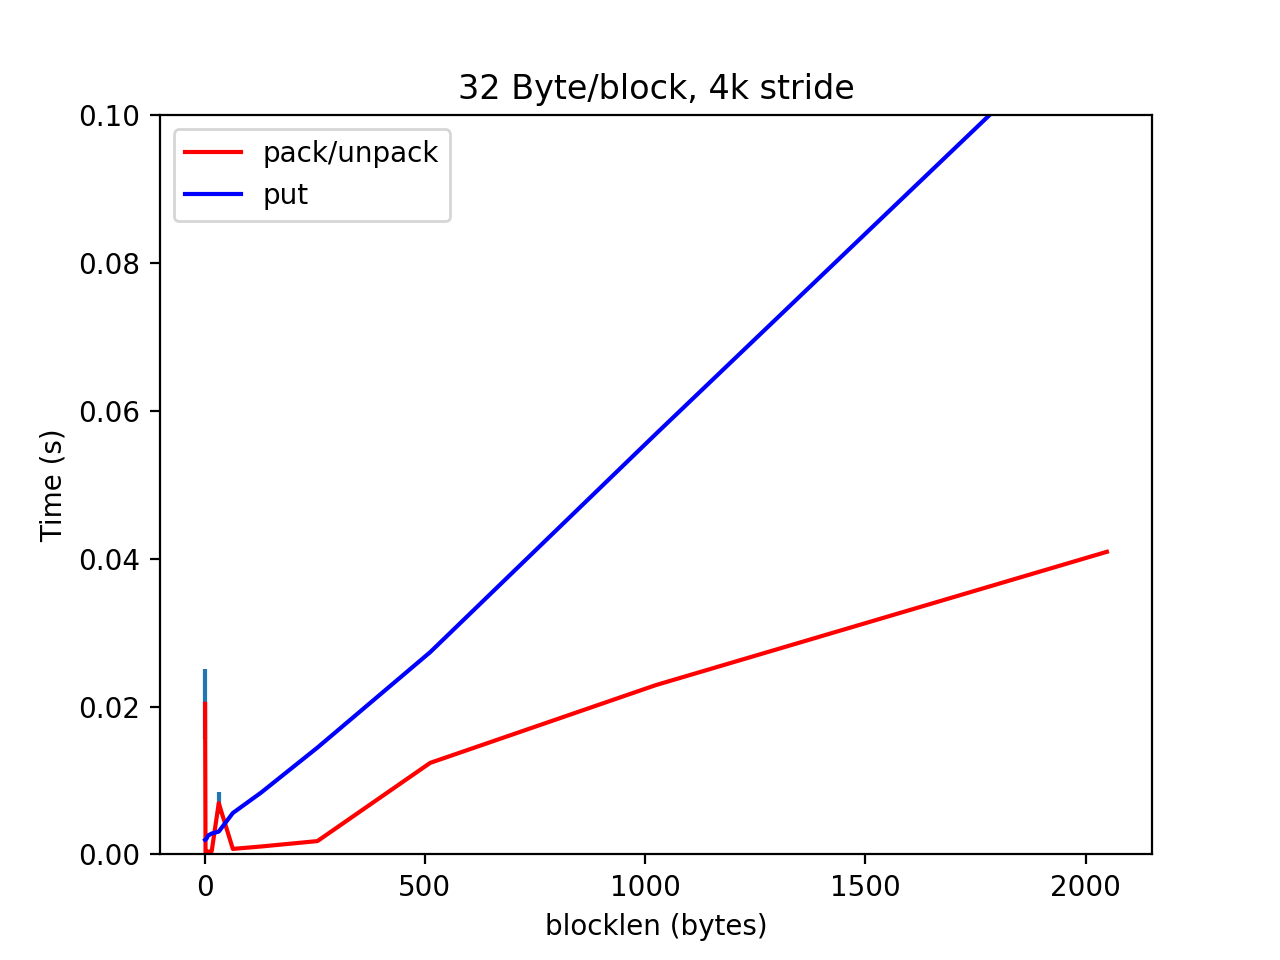 32 Byte/block, 4k stride
pack/unpack
put
0.10
0.08
0.06
0.04
0.02
0.00
Time (s)
0
500
1000
1500
2000
blocklen (bytes)